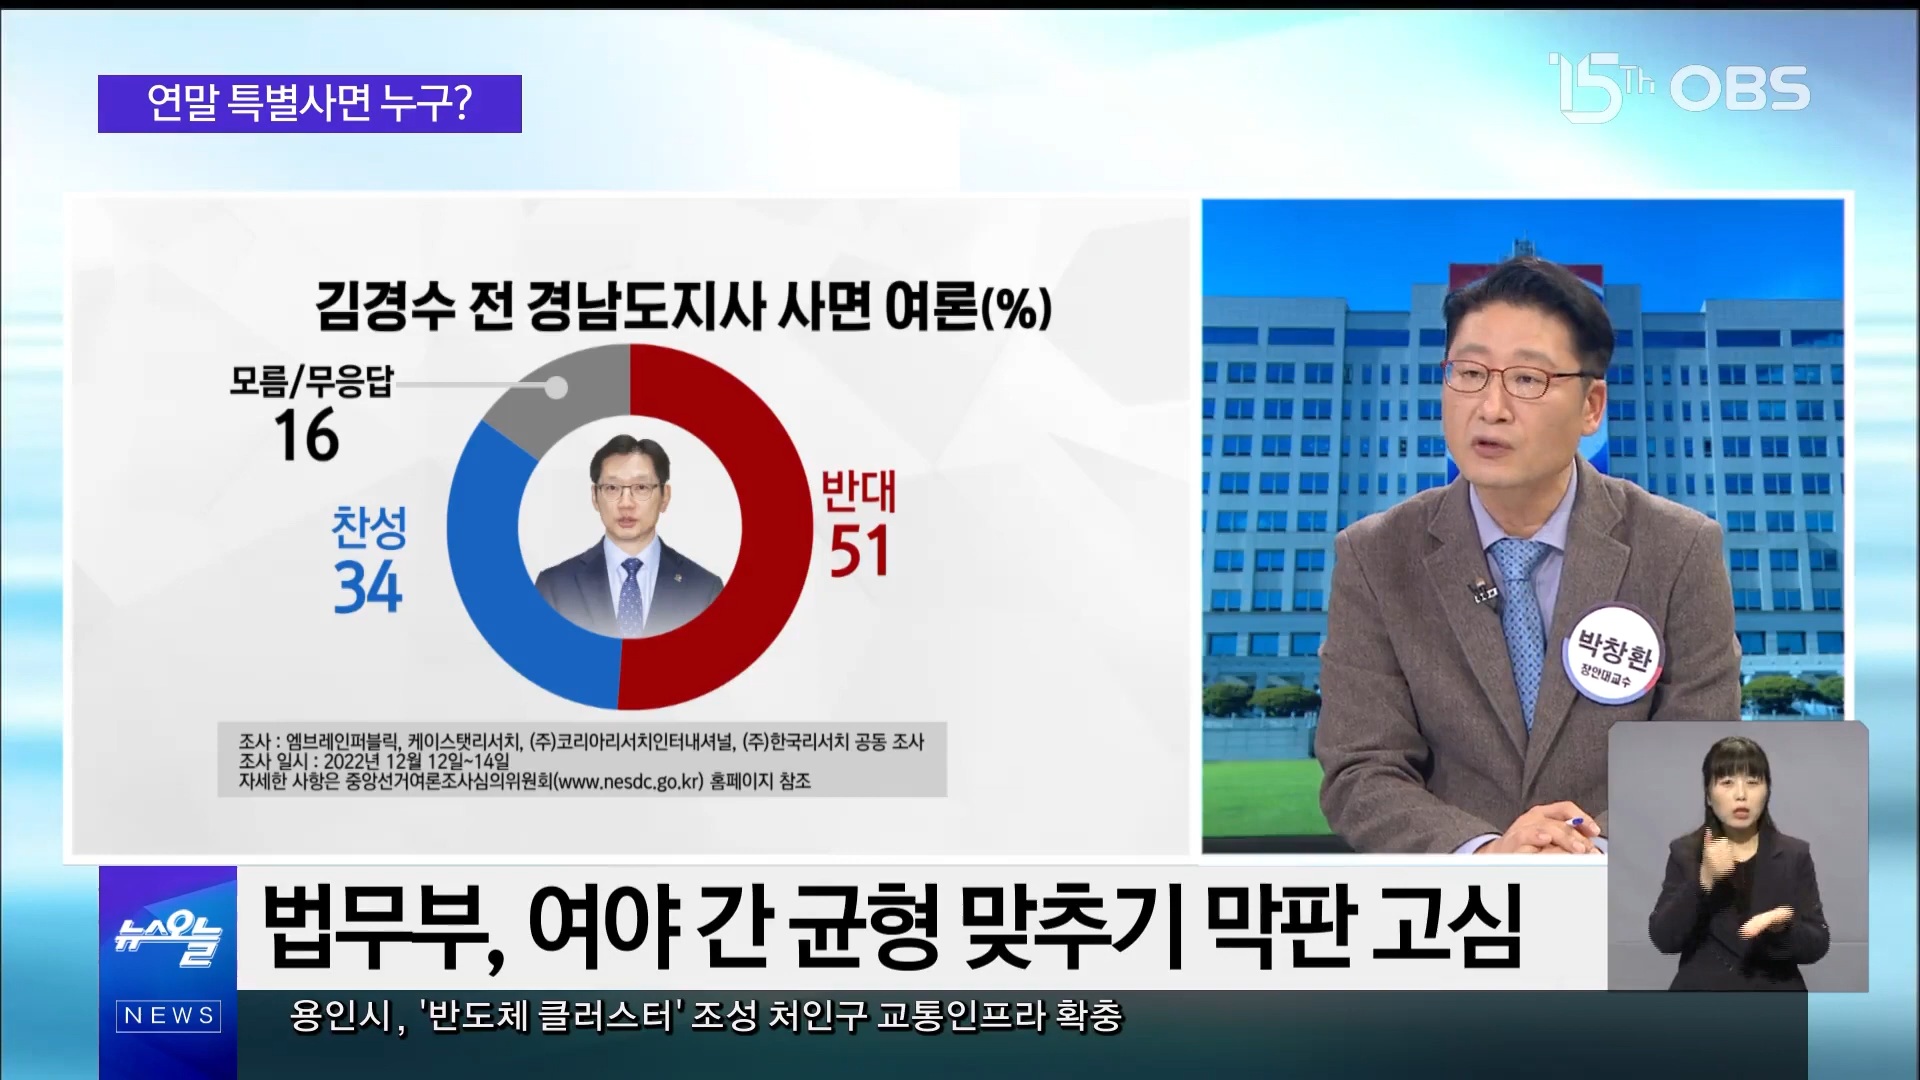 연말 특별사면 누구?
15Th OBS
김경수 전 경남도지사 사면 여론(%)
모름/무응답
16
찬성
34
반대
51
조사 : 엠브레인퍼블릭, 케이스탯리서치, (주)코리아리서치인터내셔널, (주)한국리서치 공동 조사
조사 일시 : 2022년 12월 12일~14일
자세한 사항은 중앙선거여론조사심의위원회(www.nesdc.go.kr) 홈페이지 참조
박창환
장안대교수
뉴스오늘
NEWS
법무부, 여야 간 균형 맞추기 막판 고심
용인시, '반도체 클러스터' 조성 처인구 교통인프라 확충